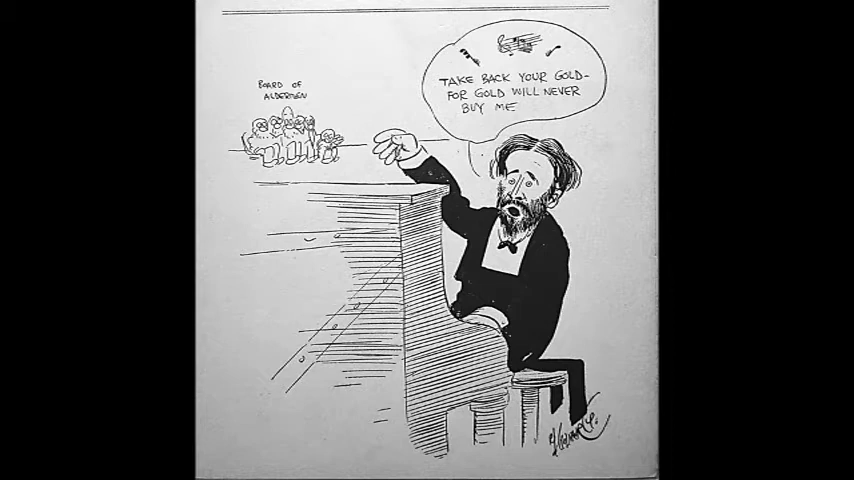 BOARD OF
ALDERMEN
TAKE BACK YOUR GOLD-
FOR GOLD WILL NEVER
BUY ME